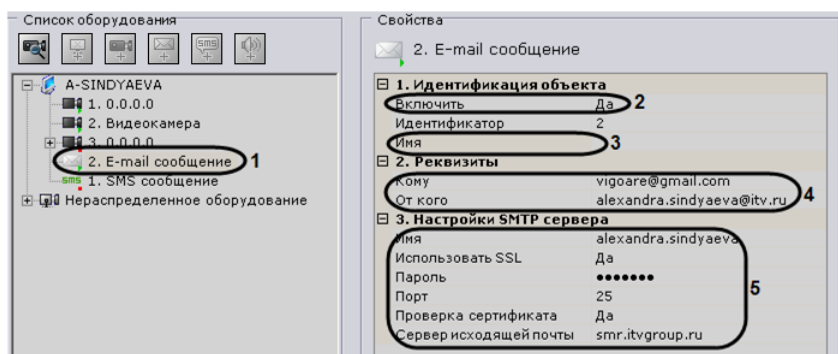 Список оборудования
SMS
A-SINDYAEVA
1. 0.0.0.0
2. Видеокамера
3. 0.0.0.0
2. E-mail сообщение 1
SMS 1. SMS сообщение
Нераспределенное оборудование
Свойства
2. E-mail сообщение
1. Идентификация объекта
Включить Да 2
Идентификатор 2
Имя 3
2. Реквизиты
Кому vigoare@gmail.com
От кого alexandra.sindyaeva@itv.ru 4
3. Настройки SMTP сервера
Имя alexandra.sindyaeva
Использовать SSL Да
Пароль ●●●●●●●
Порт 25 5
Проверка сертификата Да
Сервер исходящей почты smr.itvgroup.ru